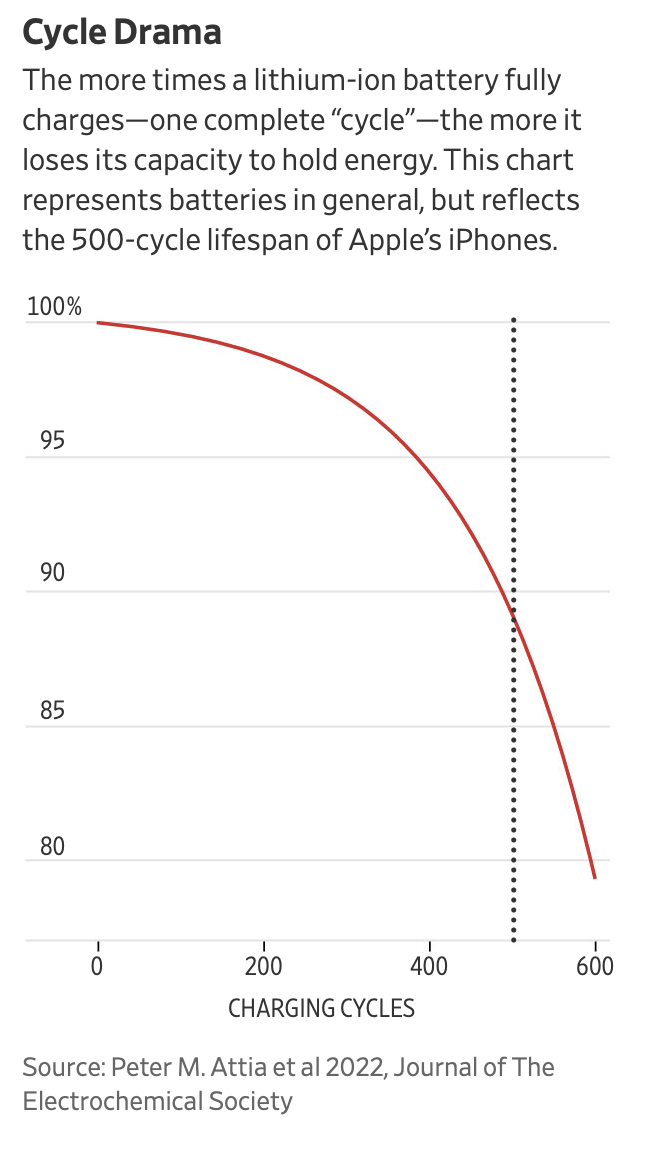 Cycle Drama
The more times a lithium-ion battery fully
charges—one complete “cycle”—the more it
loses its capacity to hold energy. This chart
represents batteries in general, but reflects
the 500-cycle lifespan of Apple’s iPhones.
100%
95
90
85
80
0 200 400 600
CHARGING CYCLES
Source: Peter M. Attia et al 2022, Journal of The
Electrochemical Society